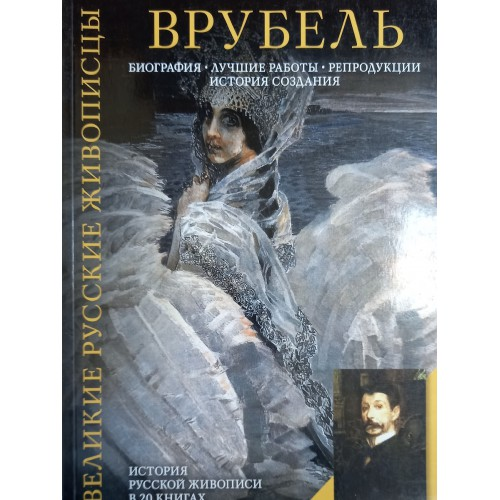 ВРУБЕЛЬ
БИОГРАФИЯ · ЛУЧШИЕ РАБОТЫ · РЕПРОДУКЦИИ
ИСТОРИЯ СОЗДАНИЯ
ВЕЛИКИЕ РУССКИЕ ЖИВОПИСЦЫ
ИСТОРИЯ
РУССКОЙ ЖИВОПИСИ
В 20 КНИГАХ